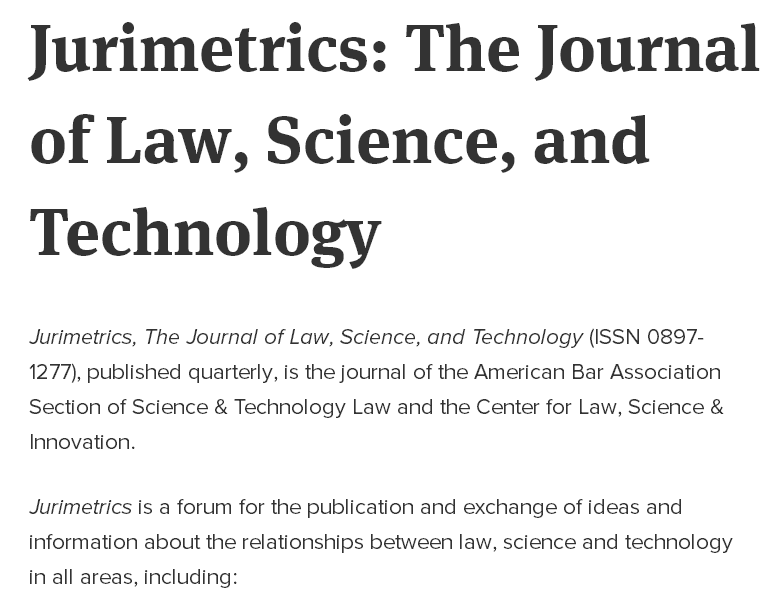 Jurimetrics: The Journal
of Law, Science, and
Technology
Jurimetrics, The Journal of Law, Science, and Technology (ISSN 0897-
1277), published quarterly, is the journal of the American Bar Association
Section of Science & Technology Law and the Center for Law, Science &
Innovation.
Jurimetrics is a forum for the publication and exchange of ideas and
information about the relationships between law, science and technology
in all areas, including: